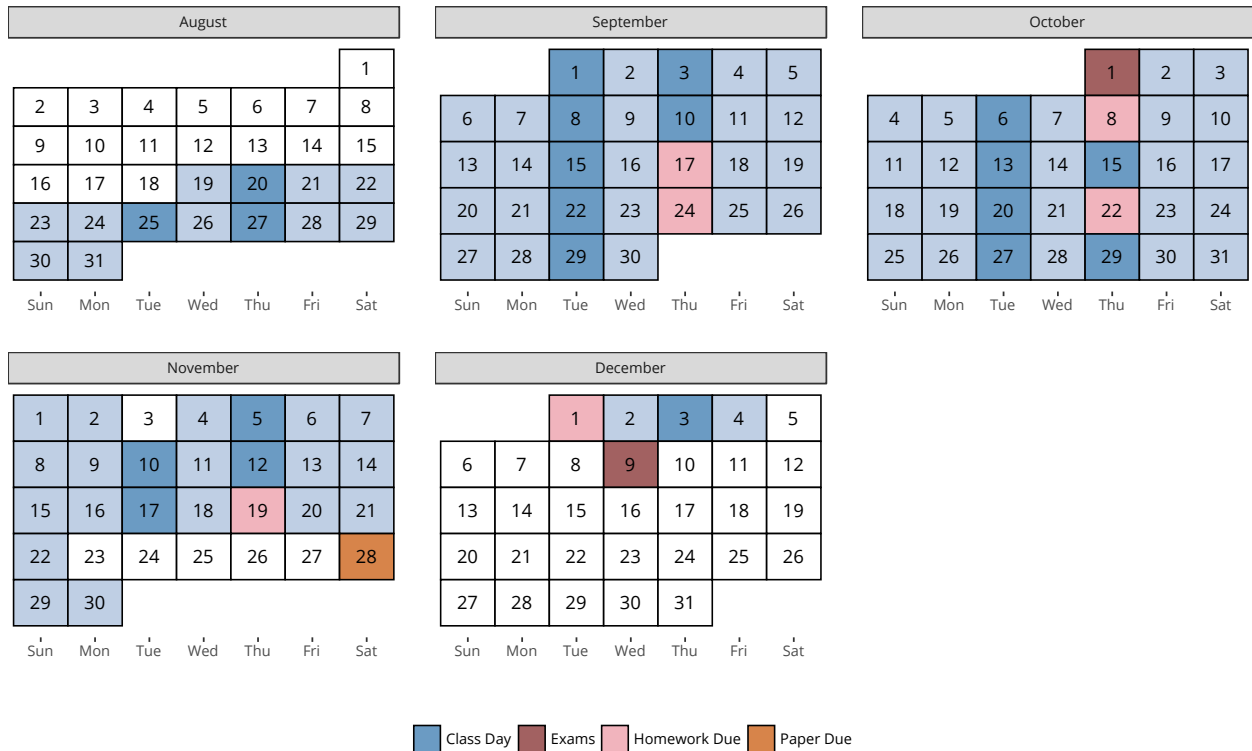 August
1
2 3 4 5 6 7 8
9 10 11 12 13 14 15
16 17 18 19 20 21 22
23 24 25 26 27 28 29
30 31
Sun Mon Tue Wed Thu Fri Sat
September
1 2 3 4 5
6 7 8 9 10 11 12
13 14 15 16 17 18 19
20 21 22 23 24 25 26
27 28 29 30
Sun Mon Tue Wed Thu Fri Sat
October
1 2 3
4 5 6 7 8 9 10
11 12 13 14 15 16 17
18 19 20 21 22 23 24
25 26 27 28 29 30 31
Sun Mon Tue Wed Thu Fri Sat
November
1 2 3 4 5 6 7
8 9 10 11 12 13 14
15 16 17 18 19 20 21
22 23 24 25 26 27 28
29 30
Sun Mon Tue Wed Thu Fri Sat
December
1 2 3 4 5
6 7 8 9 10 11 12
13 14 15 16 17 18 19
20 21 22 23 24 25 26
27 28 29 30 31
Sun Mon Tue Wed Thu Fri Sat
Class Day Exams Homework Due Paper Due